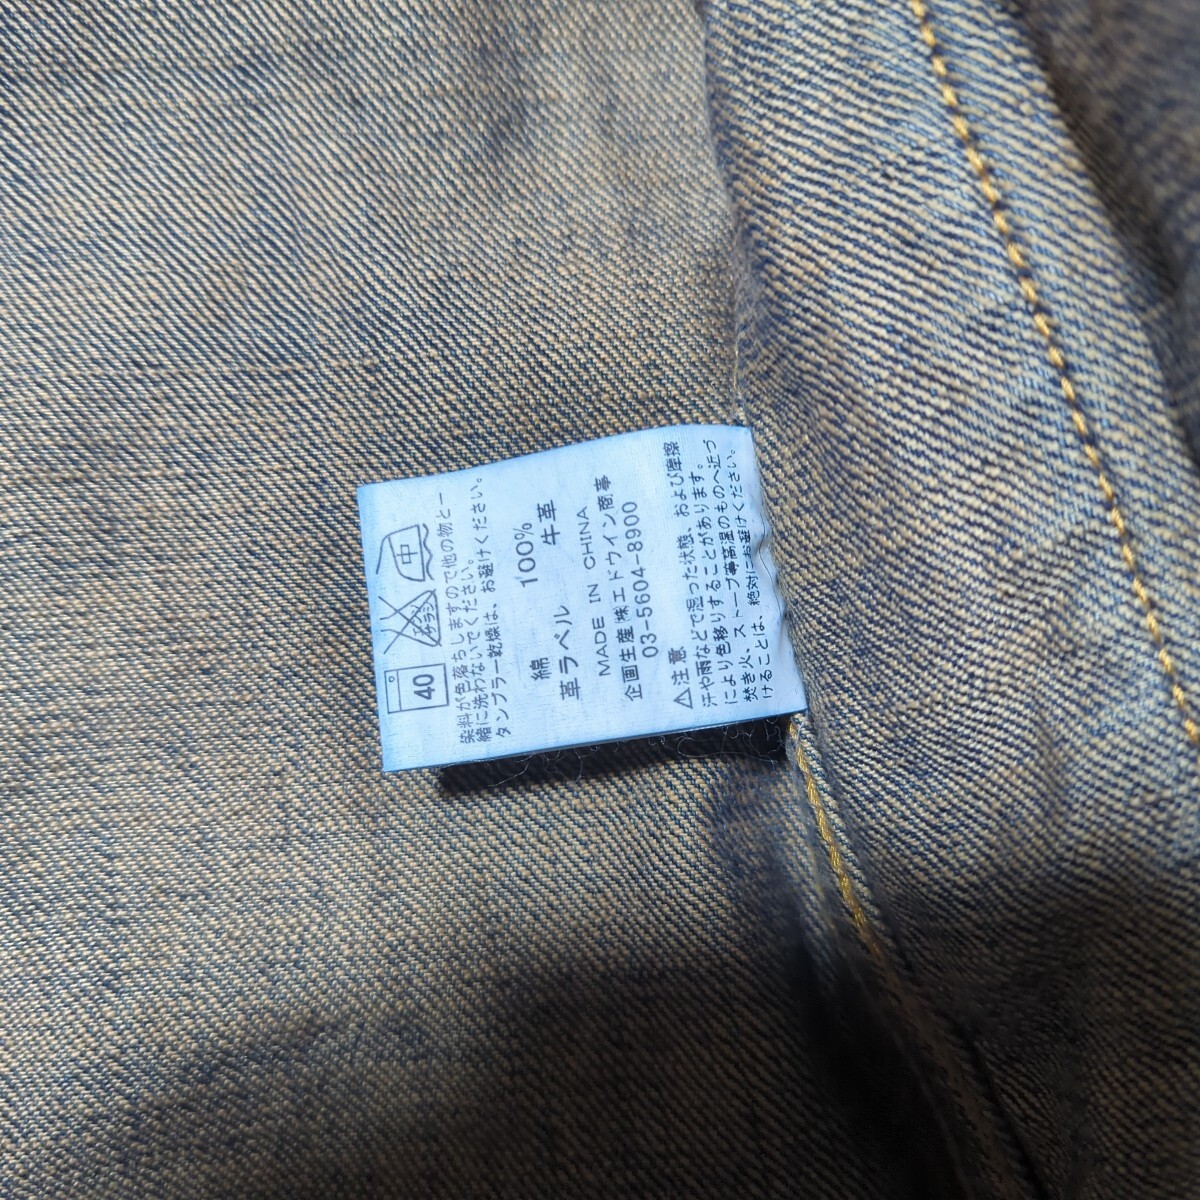 40
エンソ
サラシ
中
染料が色落ちしますので他の物と一
緒に洗わないでください。
タンブラー乾燥は、お避けください。
綿 100%
革ラベル 牛革
MADE IN CHINA
企画生産㈱エドウイン商事
03-5604-8900
⚠注意
汗や雨などで湿った状態、および摩擦
により色移りすることがあります。
焚き火、ストーブ等高温のものへ近づ
けることは、絶対にお避けください。